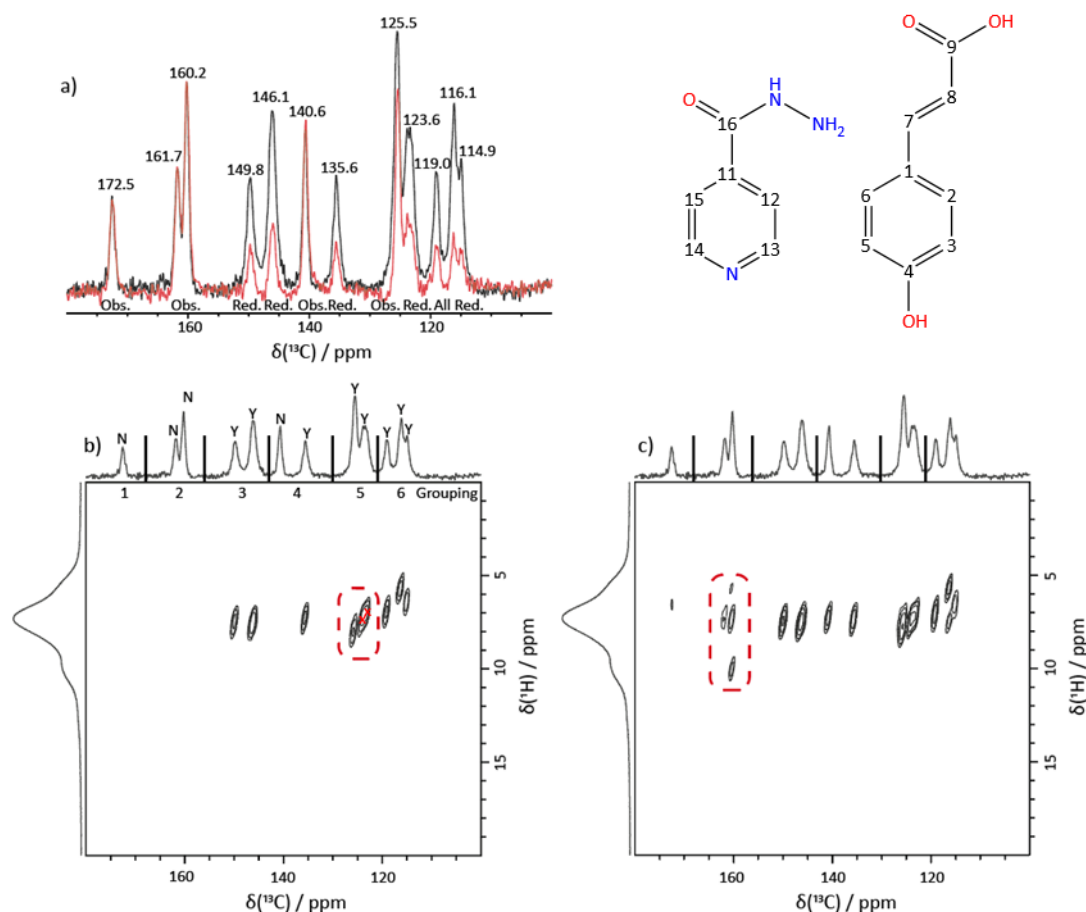 a)
172.5
161.7
160.2
149.8
146.1
140.6
135.6
125.5
123.6
119.0
116.1
114.9
Obs. Obs. Red. Red. Obs. Red. Obs. Red. All Red.
160 140 120
δ(¹³C) / ppm
O OH
9
8
7
1
6 2
5 3
4
OH
H
N
O
16 NH₂
11
15 12
14 13
N
b)
N N N Y Y N Y Y Y Y Y Y
1 2 3 4 5 6 Grouping
x
5
10
15
δ(¹H) / ppm
160 140 120
δ(¹³C) / ppm
c)
5
10
15
δ(¹H) / ppm
160 140 120
δ(¹³C) / ppm